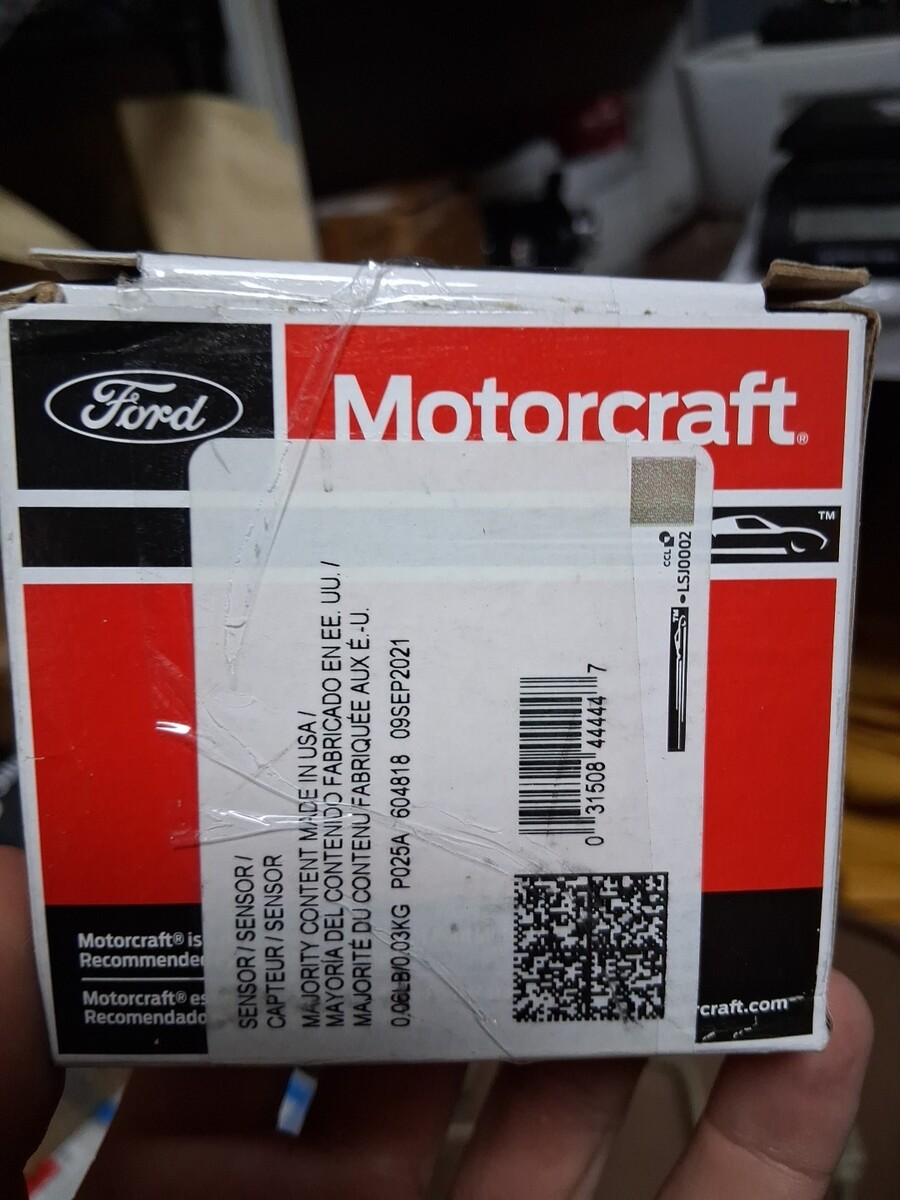 Ford
Motorcraft®
TM
CCL
TM • LSJ0002
SENSOR / SENSOR /
CAPTEUR / SENSOR
MAJORITY CONTENT MADE IN USA /
MAYORÍA DEL CONTENIDO FABRICADO EN EE. UU. /
MAJORITÉ DU CONTENU FABRIQUÉE AUX É.-U.
0.06LB/0.03KG P025A 604818 09SEP2021
0 31508 44444 7
Motorcraft® is
Recommende
Motorcraft® es
Recomendado
rcraft.com